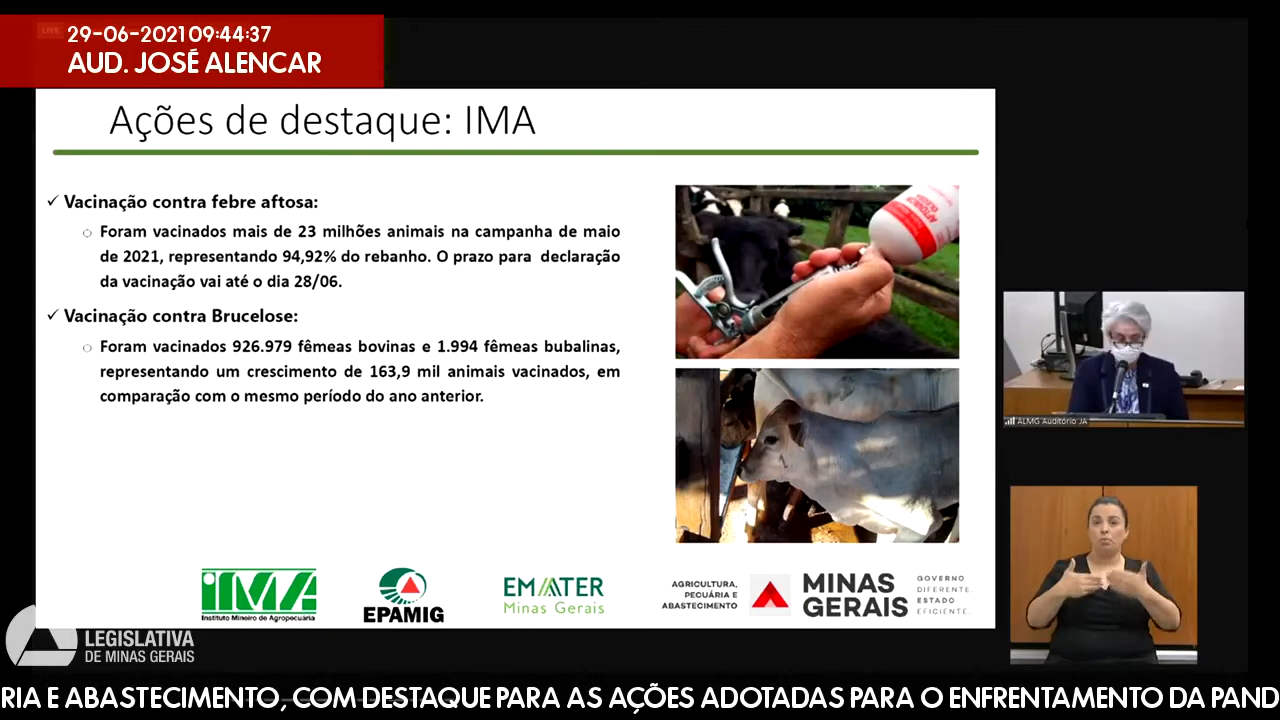 LIVE
29-06-2021 09:44:37
AUD. JOSÉ ALENCAR
Ações de destaque: IMA
✓ Vacinação contra febre aftosa:
○ Foram vacinados mais de 23 milhões animais na campanha de maio
de 2021, representando 94,92% do rebanho. O prazo para declaração
da vacinação vai até o dia 28/06.
✓ Vacinação contra Brucelose:
○ Foram vacinados 926.979 fêmeas bovinas e 1.994 fêmeas bubalinas,
representando um crescimento de 163,9 mil animais vacinados, em
comparação com o mesmo período do ano anterior.
ALMG Auditório JA
IMA
Instituto Mineiro de Agropecuária
EPAMIG
EMATER
Minas Gerais
AGRICULTURA,
PECUÁRIA E
ABASTECIMENTO
MINAS
GERAIS
GOVERNO
DIFERENTE.
ESTADO
EFICIENTE.
LEGISLATIVA
DE MINAS GERAIS
RIA E ABASTECIMENTO, COM DESTAQUE PARA AS AÇÕES ADOTADAS PARA O ENFRENTAMENTO DA PAND